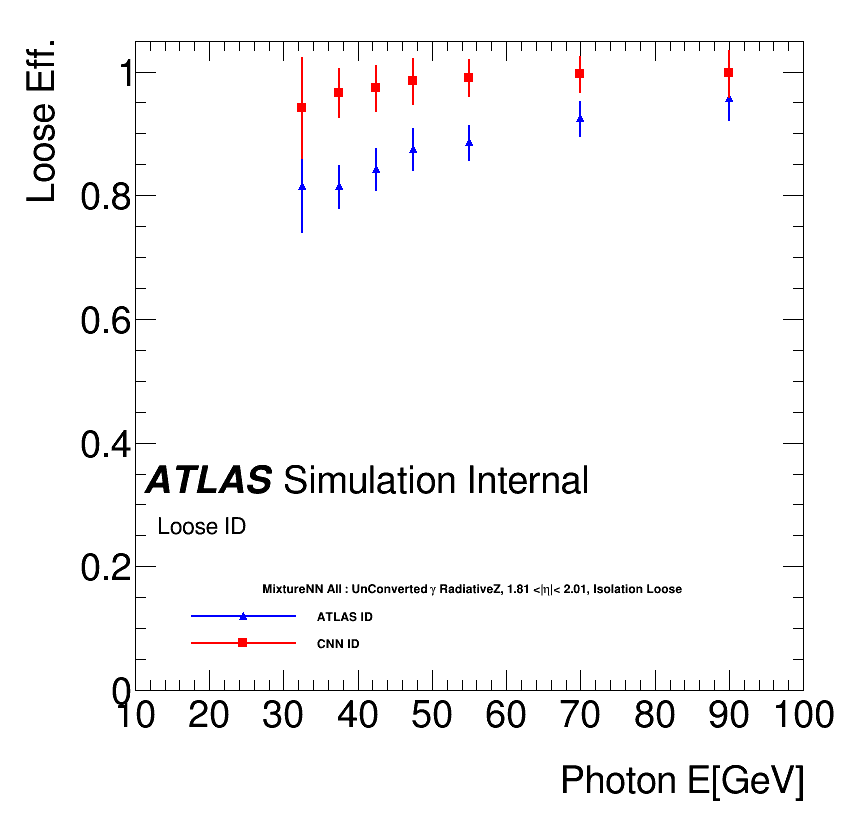 Loose Eff.
1
0.8
0.6
0.4
0.2
0
ATLAS Simulation Internal
Loose ID
MixtureNN All : UnConverted γ RadiativeZ, 1.81 <|η|< 2.01, Isolation Loose
ATLAS ID
CNN ID
10 20 30 40 50 60 70 80 90 100
Photon E[GeV]